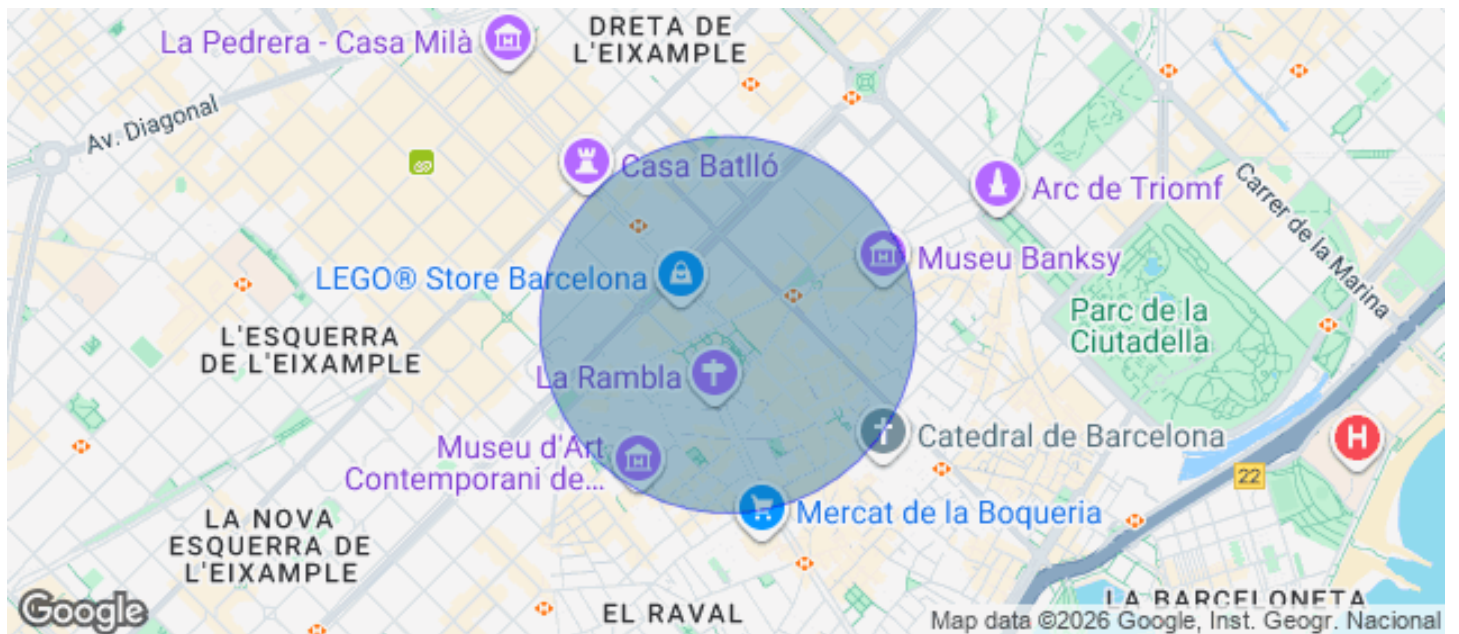 La Pedrera - Casa Milà
DRETA DE
L'EIXAMPLE
Av. Diagonal
Casa Batlló
Arc de Triomf
Carrer de la Marina
LEGO® Store Barcelona
Museu Banksy
L'ESQUERRA
DE L'EIXAMPLE
Parc de la
Ciutadella
La Rambla
Museu d'Art
Contemporani de...
Catedral de Barcelona
H
22
LA NOVA
ESQUERRA DE
L'EIXAMPLE
Mercat de la Boqueria
EL RAVAL
LA BARCELONETA
Google
Map data ©2026 Google, Inst. Geogr. Nacional